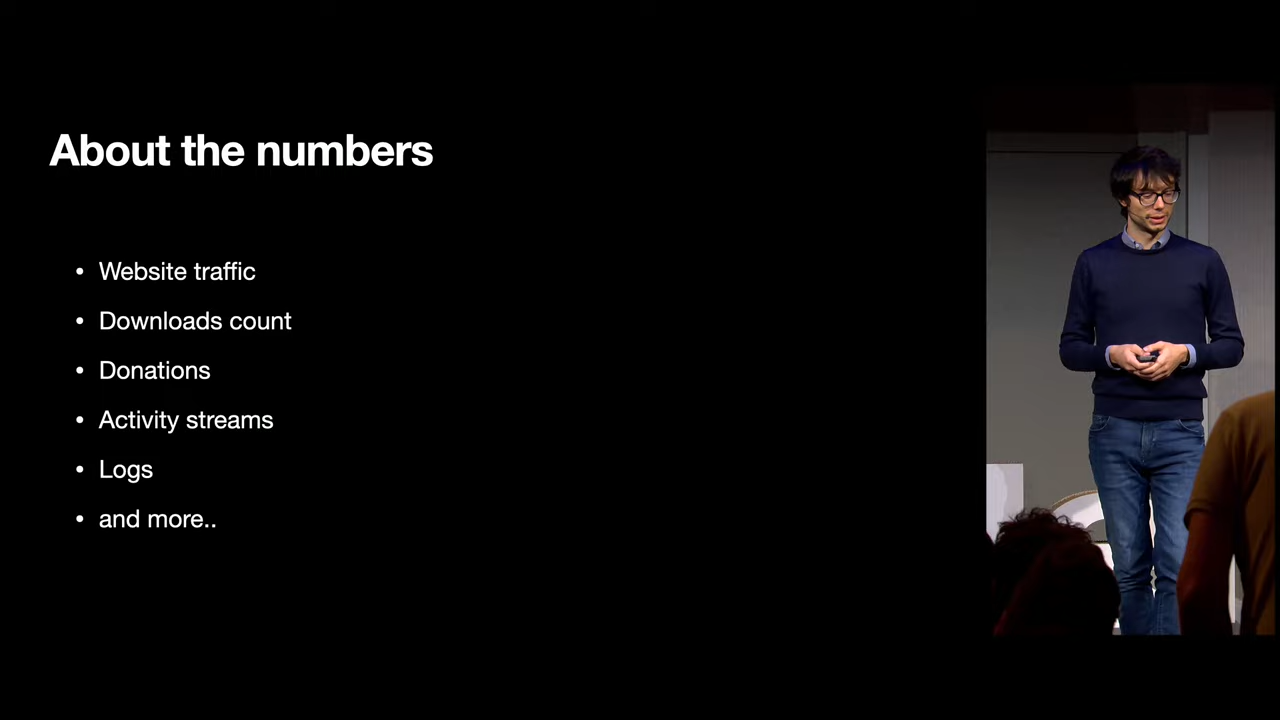 About the numbers
• Website traffic
• Downloads count
• Donations
• Activity streams
• Logs
• and more..